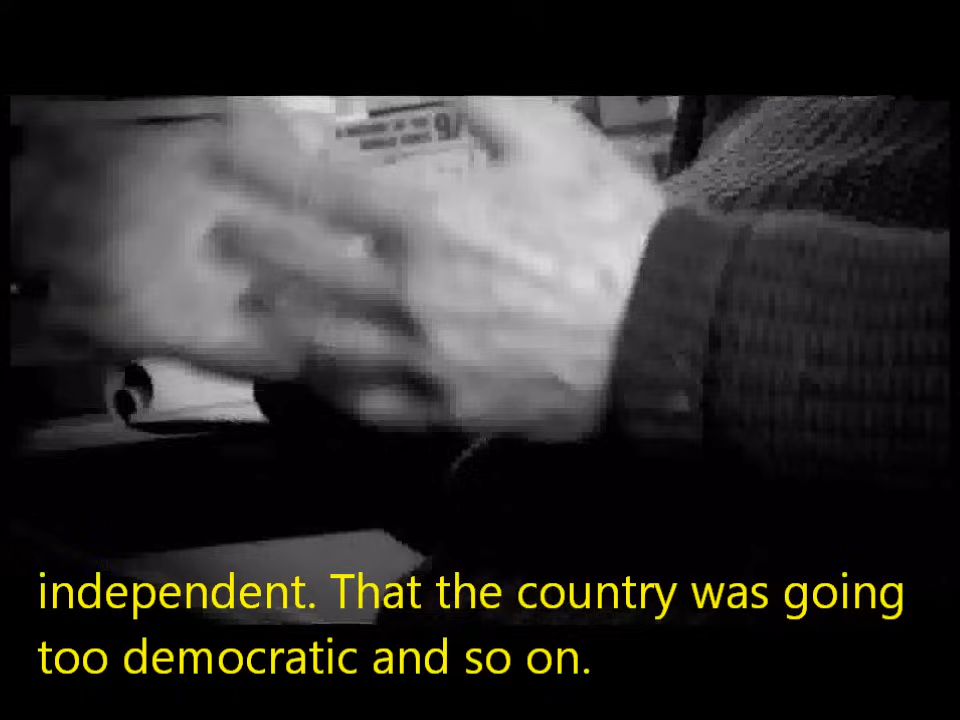 independent. That the country was going
too democratic and so on.